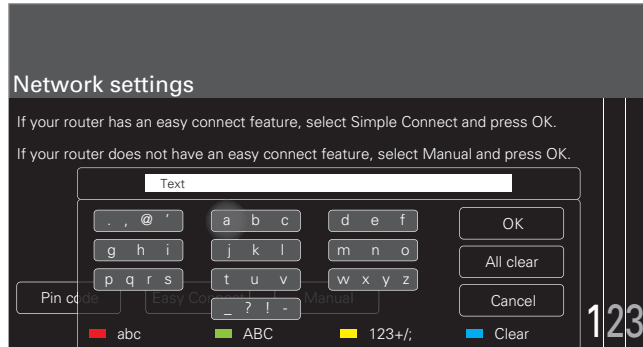 Network settings
If your router has an easy connect feature, select Simple Connect and press OK.
If your router does not have an easy connect feature, select Manual and press OK.
Text
. , @ ' a b c d e f OK
g h i j k l m n o All clear
p q r s t u v w x y z
Pin code Easy Connect Manual Cancel
_ ? ! -
abc ABC 123+/; Clear
123